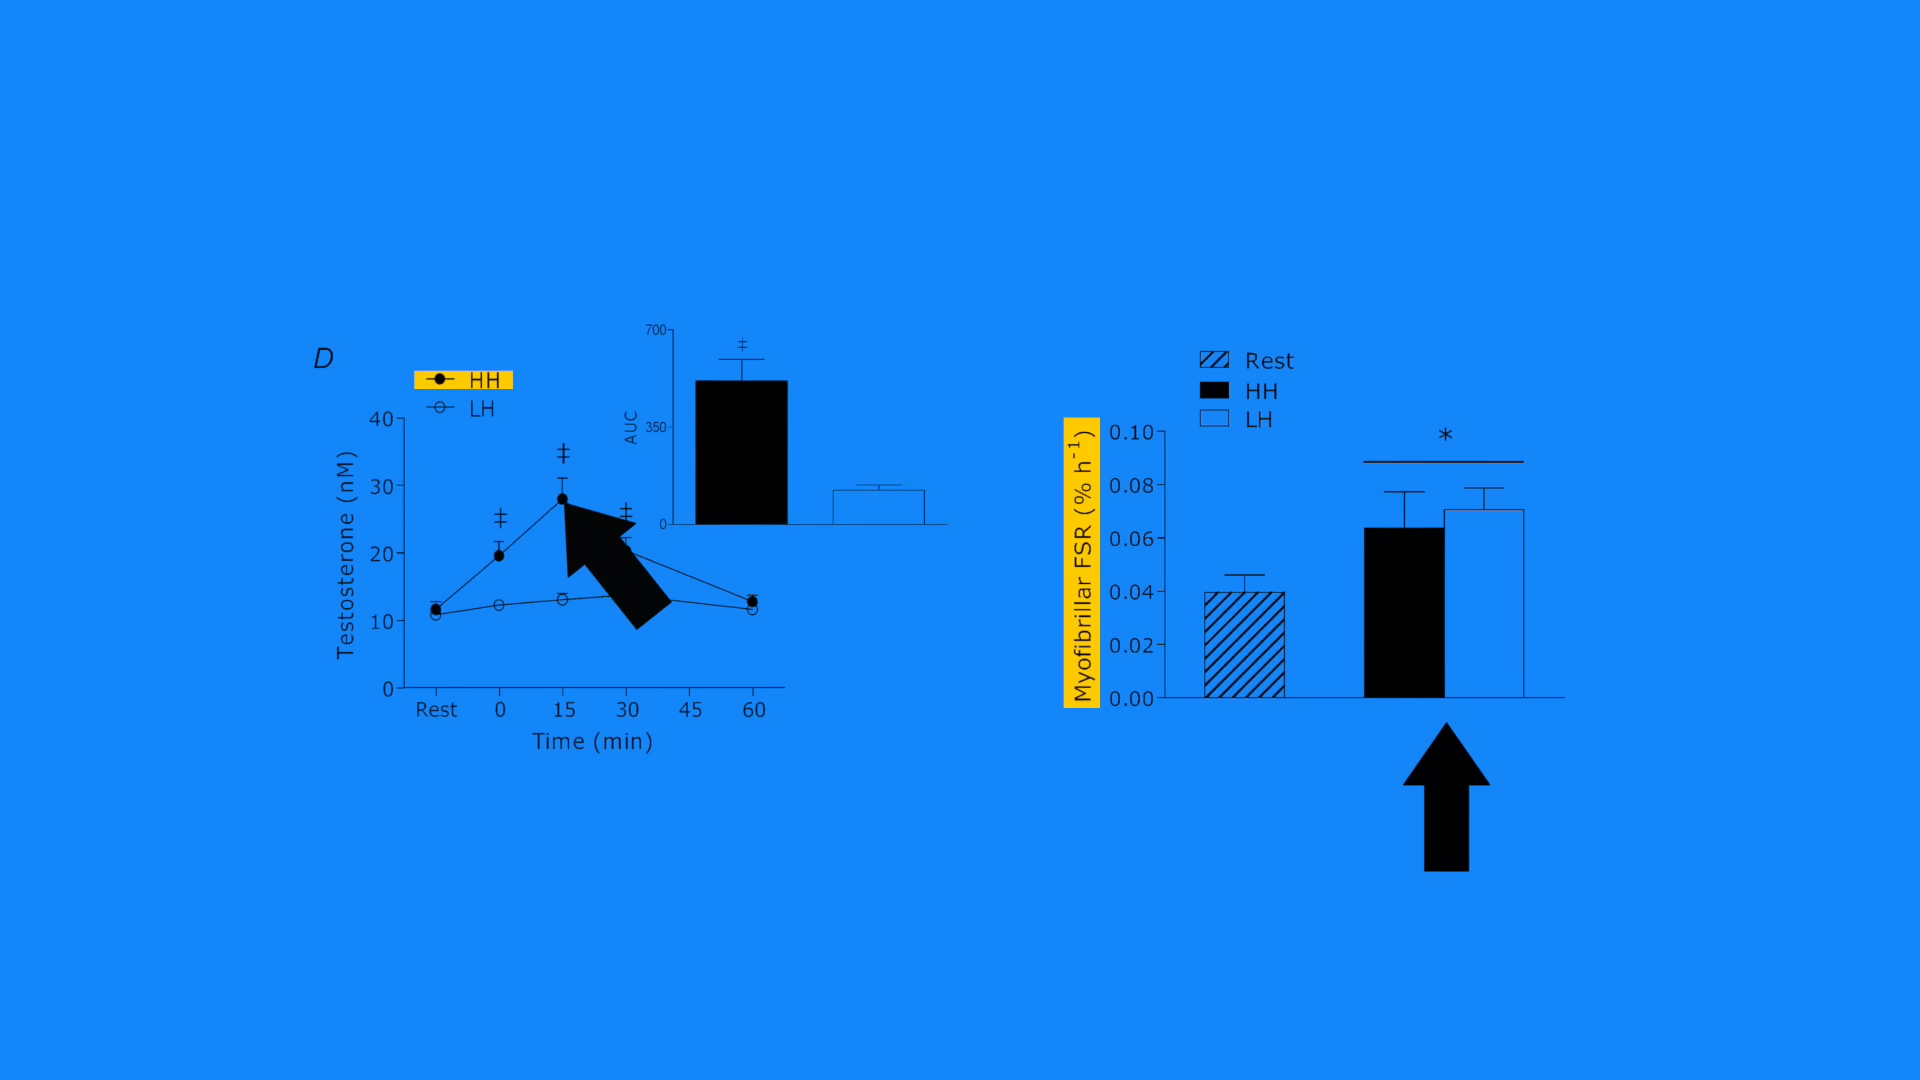 D
HH
LH
40
30
20
10
0
Testosterone (nM)
Rest 0 15 30 45 60
Time (min)
‡
‡
‡
700
350
0
AUC
‡
Rest
HH
LH
0.10
0.08
0.06
0.04
0.02
0.00
Myofibrillar FSR (% h⁻¹)
*